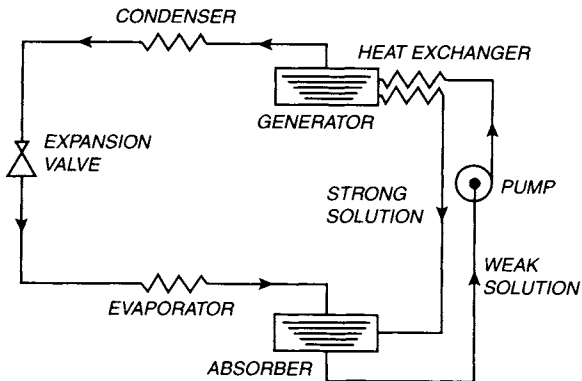 CONDENSER
HEAT EXCHANGER
GENERATOR
EXPANSION
VALVE
STRONG
SOLUTION
PUMP
EVAPORATOR
WEAK
SOLUTION
ABSORBER